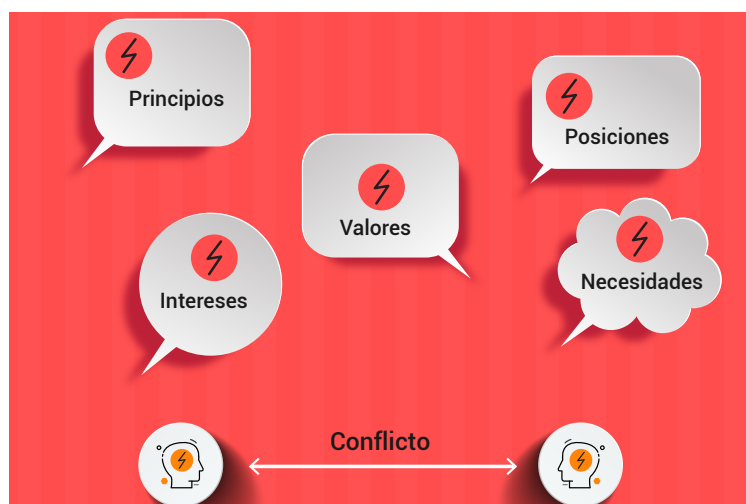 Principios
Posiciones
Valores
Intereses
Necesidades
Conflicto